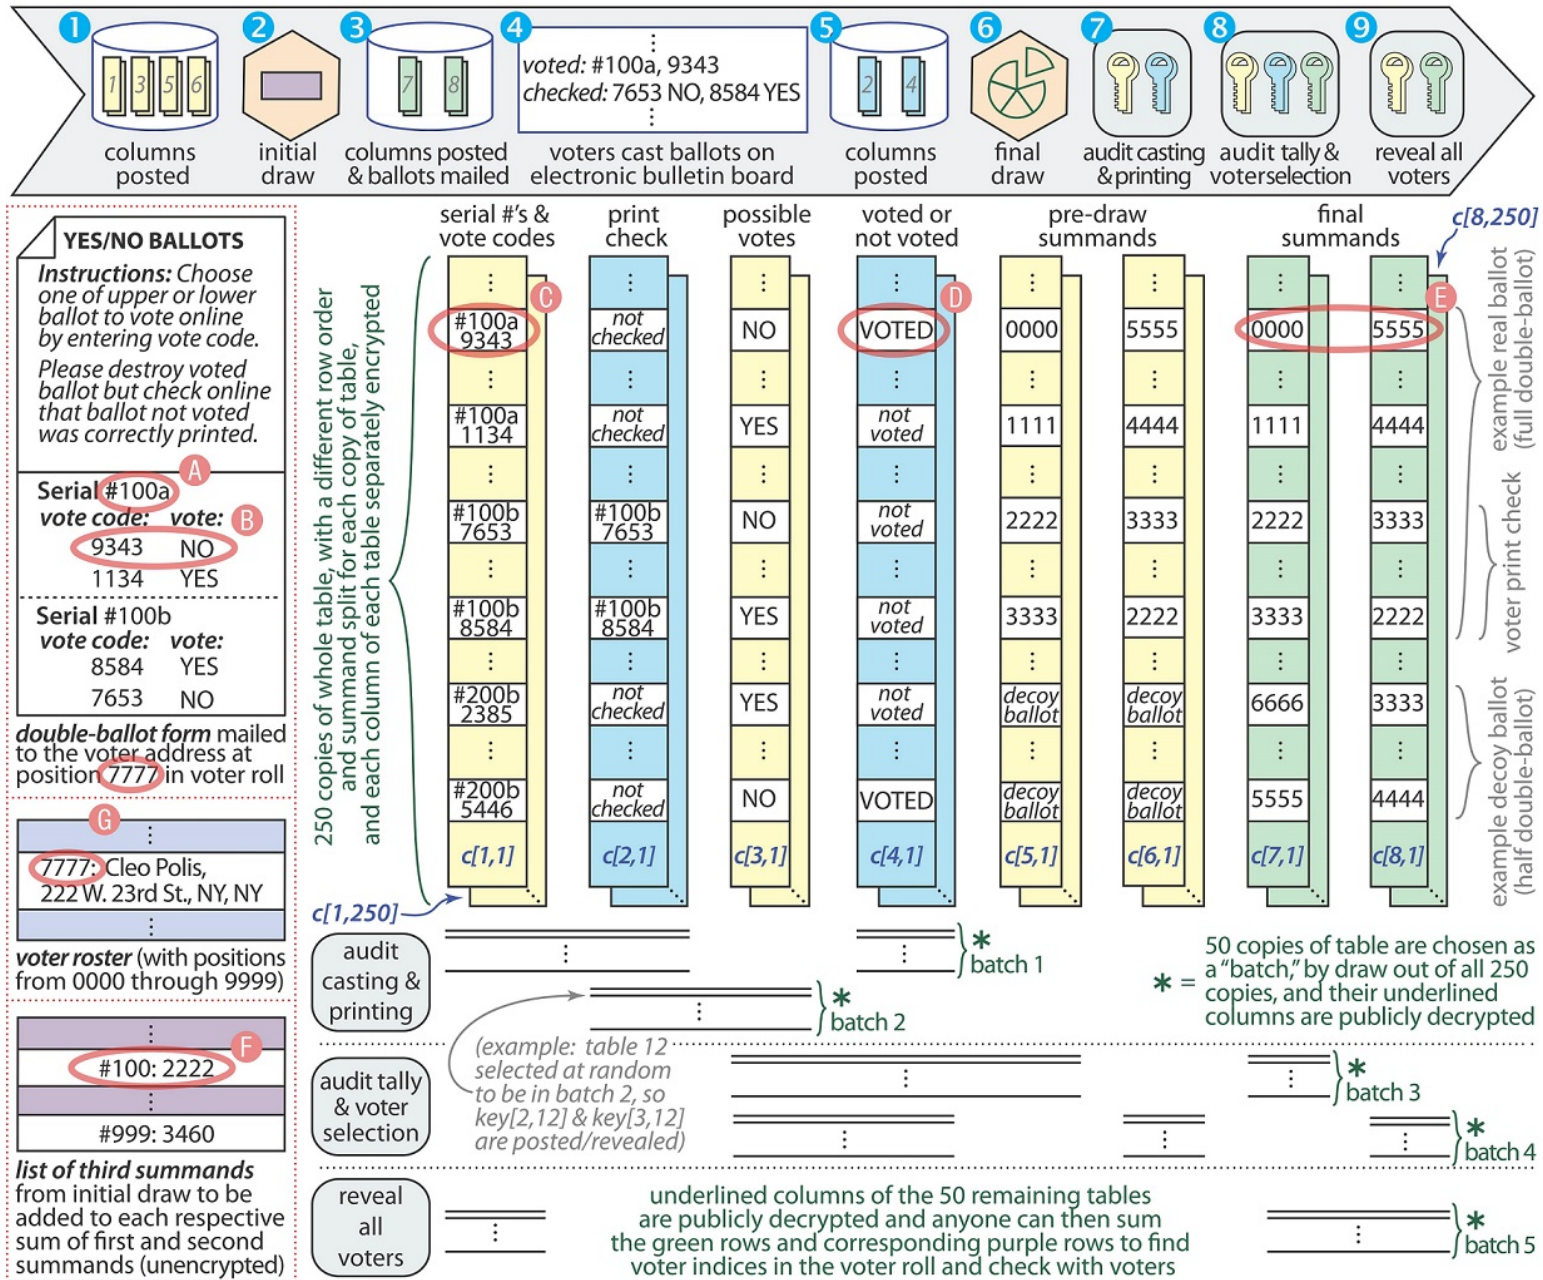 1
2
3
4
5
6
7
8
9
1 3 5 6
7 8
voted: #100a, 9343
checked: 7653 NO, 8584 YES
2 4
columns
posted
initial
draw
columns posted
& ballots mailed
voters cast ballots on
electronic bulletin board
columns
posted
final
draw
audit casting
& printing
audit tally &
voter selection
reveal all
voters
YES/NO BALLOTS
Instructions: Choose
one of upper or lower
ballot to vote online
by entering vote code.
Please destroy voted
ballot but check online
that ballot not voted
was correctly printed.
A
Serial #100a
vote code: vote:
B
9343 NO
1134 YES
Serial #100b
vote code: vote:
8584 YES
7653 NO
double-ballot form mailed
to the voter address at
position 7777 in voter roll
G
7777: Cleo Polis,
222 W. 23rd St., NY, NY
voter roster (with positions
from 0000 through 9999)
F
#100: 2222
#999: 3460
list of third summands
from initial draw to be
added to each respective
sum of first and second
summands (unencrypted)
250 copies of whole table, with a different row order
and summand split for each copy of table,
and each column of each table separately encrypted
serial #'s &
vote codes
print
check
possible
votes
voted or
not voted
pre-draw
summands
final
summands
c[8,250]
C
D
E
#100a
9343
not
checked
NO
VOTED
0000
5555
0000
5555
#100a
1134
not
checked
YES
not
voted
1111
4444
1111
4444
#100b
7653
#100b
7653
NO
not
voted
2222
3333
2222
3333
#100b
8584
#100b
8584
YES
not
voted
3333
2222
3333
2222
#200b
2385
not
checked
YES
not
voted
decoy
ballot
decoy
ballot
6666
3333
#200b
5446
not
checked
NO
VOTED
decoy
ballot
decoy
ballot
5555
4444
c[1,1]
c[2,1]
c[3,1]
c[4,1]
c[5,1]
c[6,1]
c[7,1]
c[8,1]
c[1,250]
example real ballot
(full double-ballot)
voter print check
example decoy ballot
(half double-ballot)
audit
casting &
printing
*
batch 1
*
batch 2
* = 50 copies of table are chosen as
a "batch," by draw out of all 250
copies, and their underlined
columns are publicly decrypted
(example: table 12
selected at random
to be in batch 2, so
key[2,12] & key[3,12]
are posted/revealed)
audit tally
& voter
selection
*
batch 3
*
batch 4
reveal
all
voters
underlined columns of the 50 remaining tables
are publicly decrypted and anyone can then sum
the green rows and corresponding purple rows to find
voter indices in the voter roll and check with voters
*
batch 5